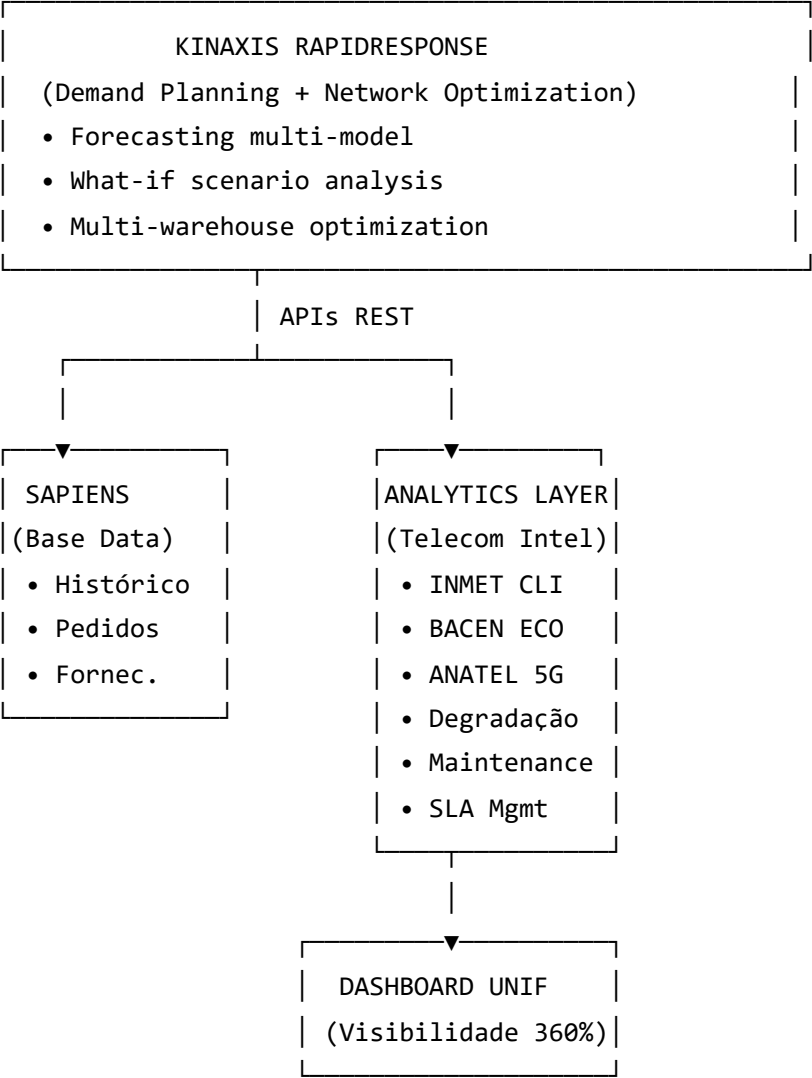 KINAXIS RAPIDRESPONSE
(Demand Planning + Network Optimization)
• Forecasting multi-model
• What-if scenario analysis
• Multi-warehouse optimization
APIs REST
SAPIENS
(Base Data)
• Histórico
• Pedidos
• Fornec.
ANALYTICS LAYER
(Telecom Intel)
• INMET CLI
• BACEN ECO
• ANATEL 5G
• Degradação
• Maintenance
• SLA Mgmt
DASHBOARD UNIF
(Visibilidade 360%)